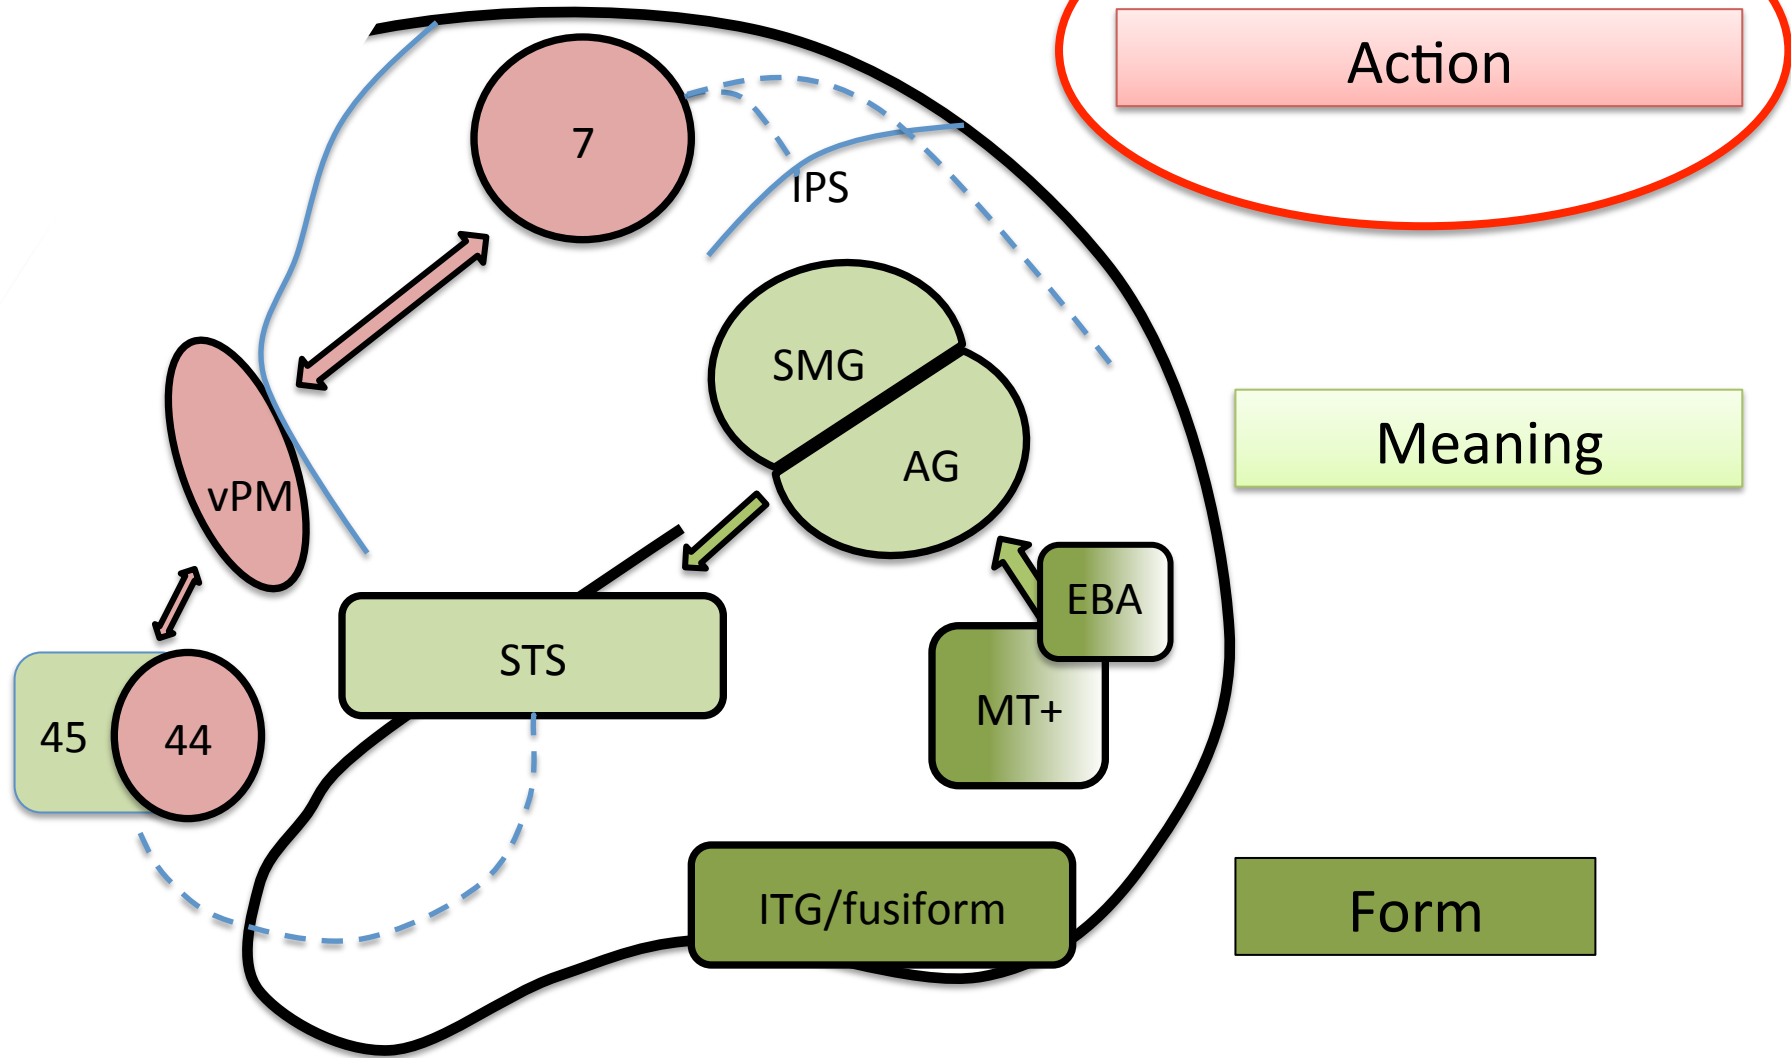 Action
7
IPS
SMG
AG
Meaning
vPM
EBA
STS
MT+
45
44
ITG/fusiform
Form